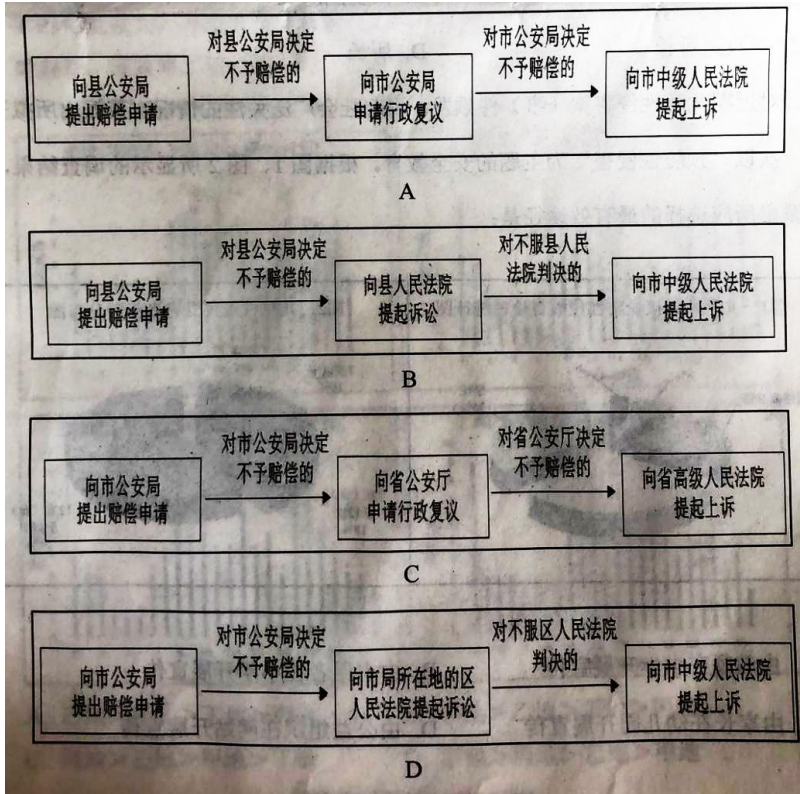 对县公安局决定
不予赔偿的
对市公安局决定
不予赔偿的
向县公安局
提出赔偿申请
向市公安局
申请行政复议
向市中级人民法院
提起上诉
A
对县公安局决定
不予赔偿的
对不服县人民
法院判决的
向县公安局
提出赔偿申请
向县人民法院
提起诉讼
向市中级人民法院
提起上诉
B
对市公安局决定
不予赔偿的
对省公安厅决定
不予赔偿的
向市公安局
提出赔偿申请
向省公安厅
申请行政复议
向省高级人民法院
提起上诉
C
对市公安局决定
不予赔偿的
对不服区人民法院
判决的
向市公安局
提出赔偿申请
向市局所在地的区
人民法院提起诉讼
向市中级人民法院
提起上诉
D